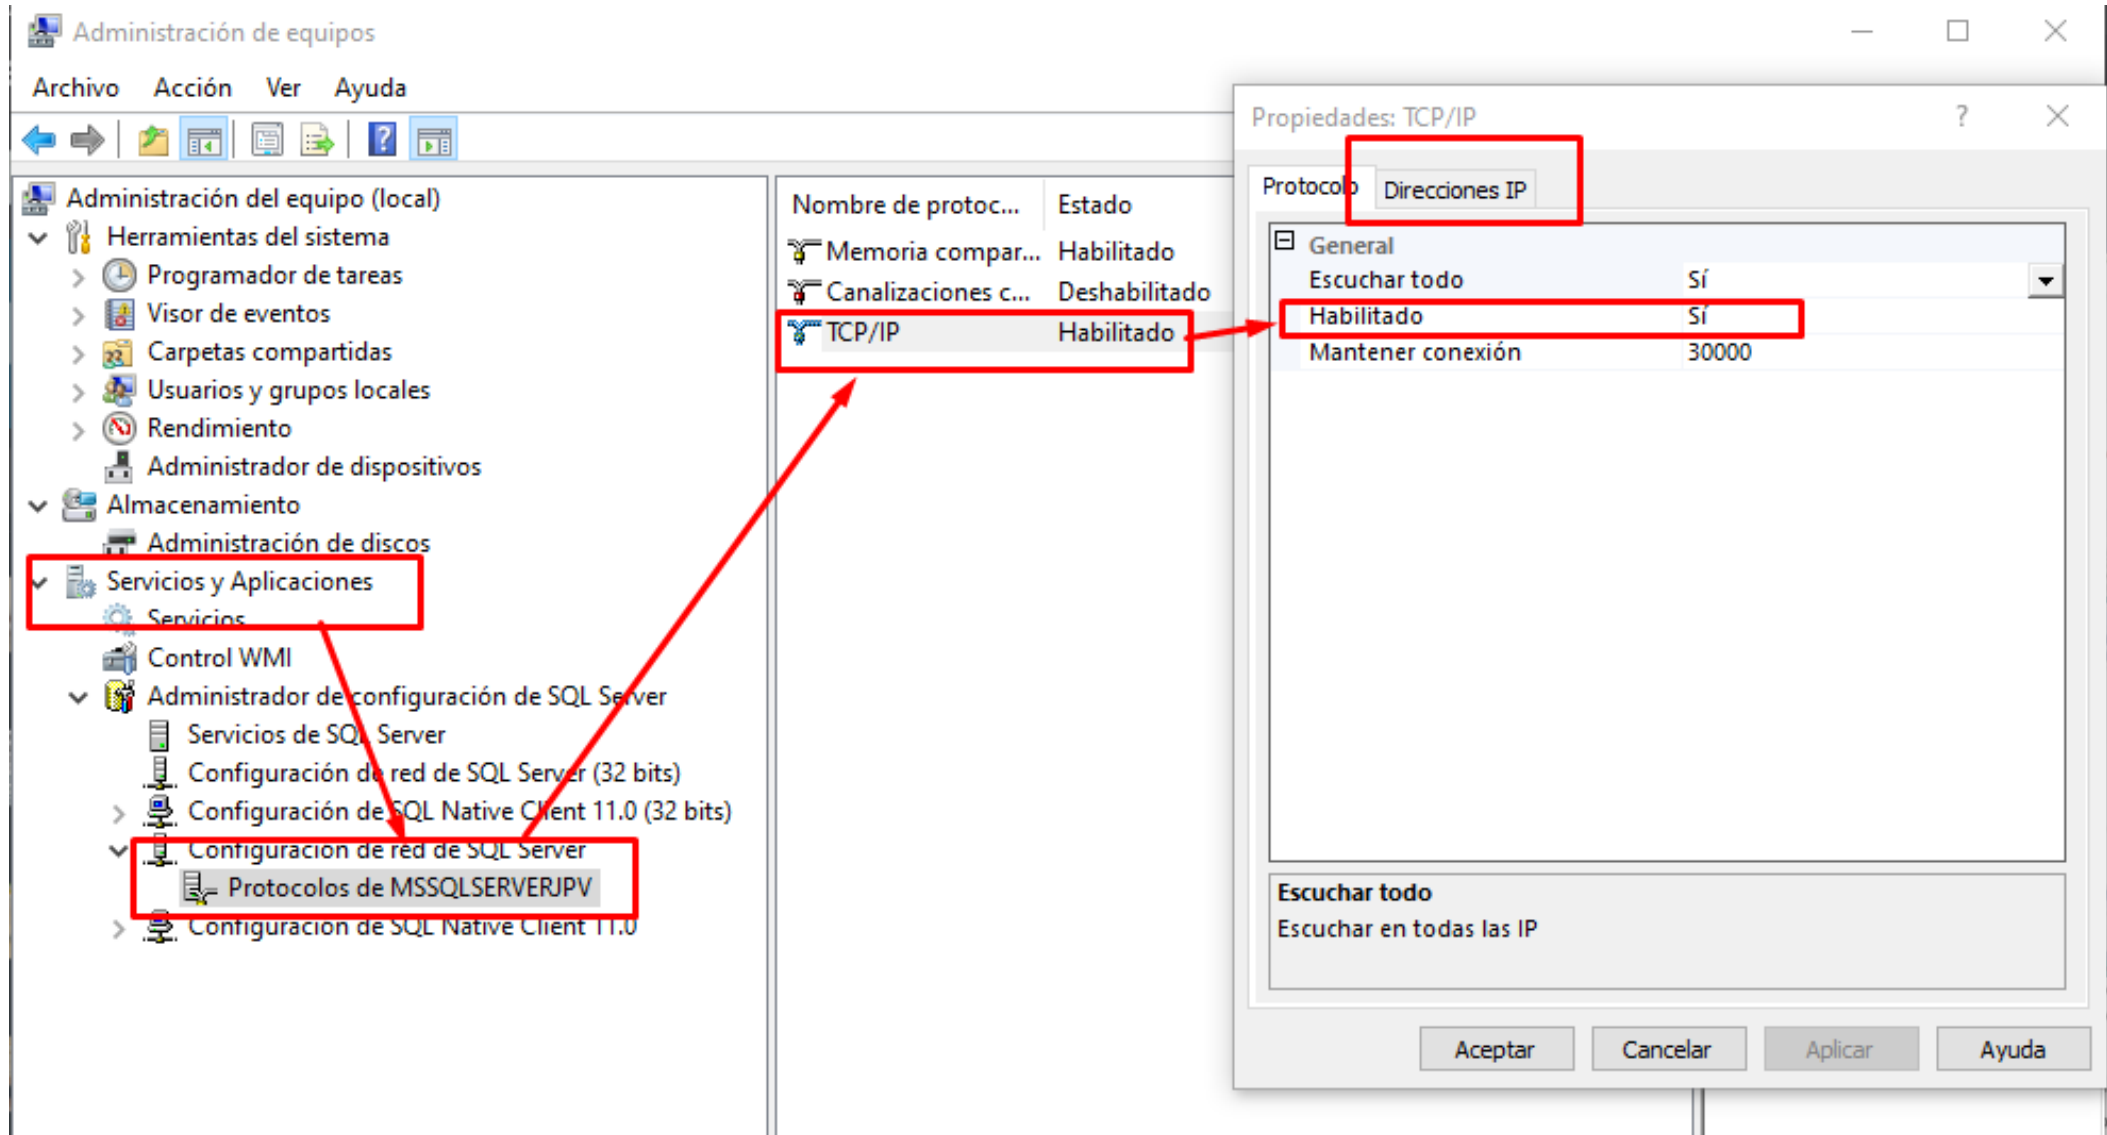 Administración de equipos
Archivo Acción Ver Ayuda
Administración del equipo (local)
Herramientas del sistema
Programador de tareas
Visor de eventos
Carpetas compartidas
Usuarios y grupos locales
Rendimiento
Administrador de dispositivos
Almacenamiento
Administración de discos
Servicios y Aplicaciones
Servicios
Control WMI
Administrador de configuración de SQL Server
Servicios de SQL Server
Configuración de red de SQL Server (32 bits)
Configuración de SQL Native Client 11.0 (32 bits)
Configuración de red de SQL Server
Protocolos de MSSQLSERVERJPV
Configuración de SQL Native Client 11.0
Nombre de protoc... Estado
Memoria compar... Habilitado
Canalizaciones c... Deshabilitado
TCP/IP Habilitado
Propiedades: TCP/IP ?
Protocolo Direcciones IP
General
Escuchar todo Sí
Habilitado Sí
Mantener conexión 30000
Escuchar todo
Escuchar en todas las IP
Aceptar Cancelar Aplicar Ayuda